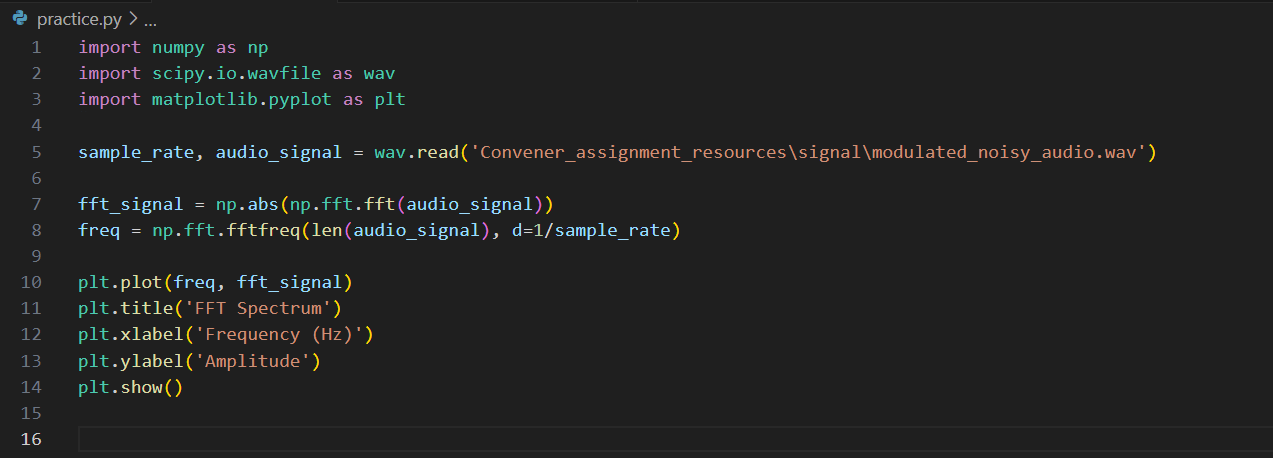 practice.py > ...
1 import numpy as np
2 import scipy.io.wavfile as wav
3 import matplotlib.pyplot as plt
4
5 sample_rate, audio_signal = wav.read('Convener_assignment_resources\signal\modulated_noisy_audio.wav')
6
7 fft_signal = np.abs(np.fft.fft(audio_signal))
8 freq = np.fft.fftfreq(len(audio_signal), d=1/sample_rate)
9
10 plt.plot(freq, fft_signal)
11 plt.title('FFT Spectrum')
12 plt.xlabel('Frequency (Hz)')
13 plt.ylabel('Amplitude')
14 plt.show()
15
16